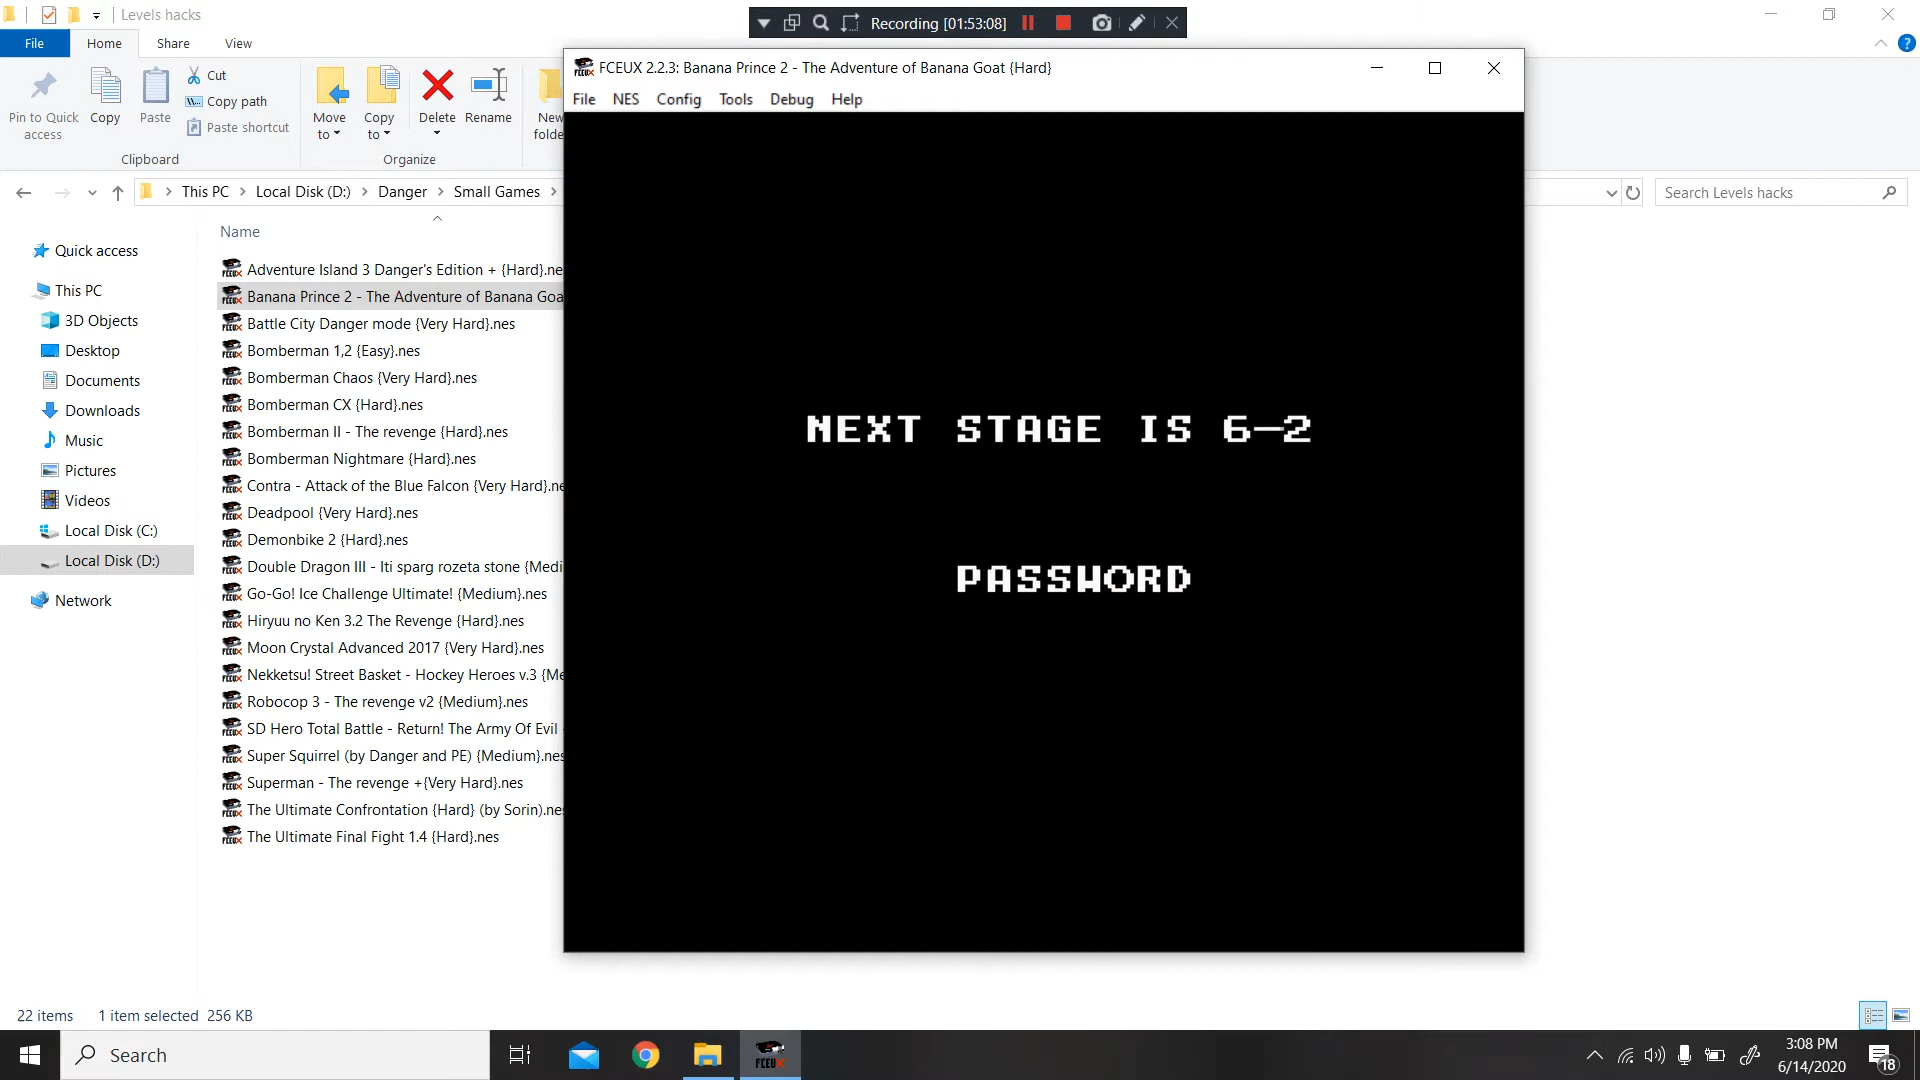 Levels hacks
Recording [01:53:08]
File Home Share View
FCEUX 2.2.3: Banana Prince 2 - The Adventure of Banana Goat {Hard}
File NES Config Tools Debug Help
Pin to Quick access
Copy
Paste
Cut
Copy path
Paste shortcut
Clipboard
Move to
Copy to
Delete
Rename
Organize
New folde
This PC > Local Disk (D:) > Danger > Small Games >
Search Levels hacks
Name
Quick access
This PC
3D Objects
Desktop
Documents
Downloads
Music
Pictures
Videos
Local Disk (C:)
Local Disk (D:)
Network
Adventure Island 3 Danger's Edition + {Hard}.ne
Banana Prince 2 - The Adventure of Banana Goa
Battle City Danger mode {Very Hard}.nes
Bomberman 1,2 {Easy}.nes
Bomberman Chaos {Very Hard}.nes
Bomberman CX {Hard}.nes
Bomberman II - The revenge {Hard}.nes
Bomberman Nightmare {Hard}.nes
Contra - Attack of the Blue Falcon {Very Hard}.ne
Deadpool {Very Hard}.nes
Demonbike 2 {Hard}.nes
Double Dragon III - Iti sparg rozeta stone {Medi
Go-Go! Ice Challenge Ultimate! {Medium}.nes
Hiryuu no Ken 3.2 The Revenge {Hard}.nes
Moon Crystal Advanced 2017 {Very Hard}.nes
Nekketsu! Street Basket - Hockey Heroes v.3 {Me
Robocop 3 - The revenge v2 {Medium}.nes
SD Hero Total Battle - Return! The Army Of Evil
Super Squirrel (by Danger and PE) {Medium}.nes
Superman - The revenge +{Very Hard}.nes
The Ultimate Confrontation {Hard} (by Sorin).nes
The Ultimate Final Fight 1.4 {Hard}.nes
NEXT STAGE IS 6-2
PASSWORD
22 items 1 item selected 256 KB
Search
FCEUX
3:08 PM
6/14/2020
18